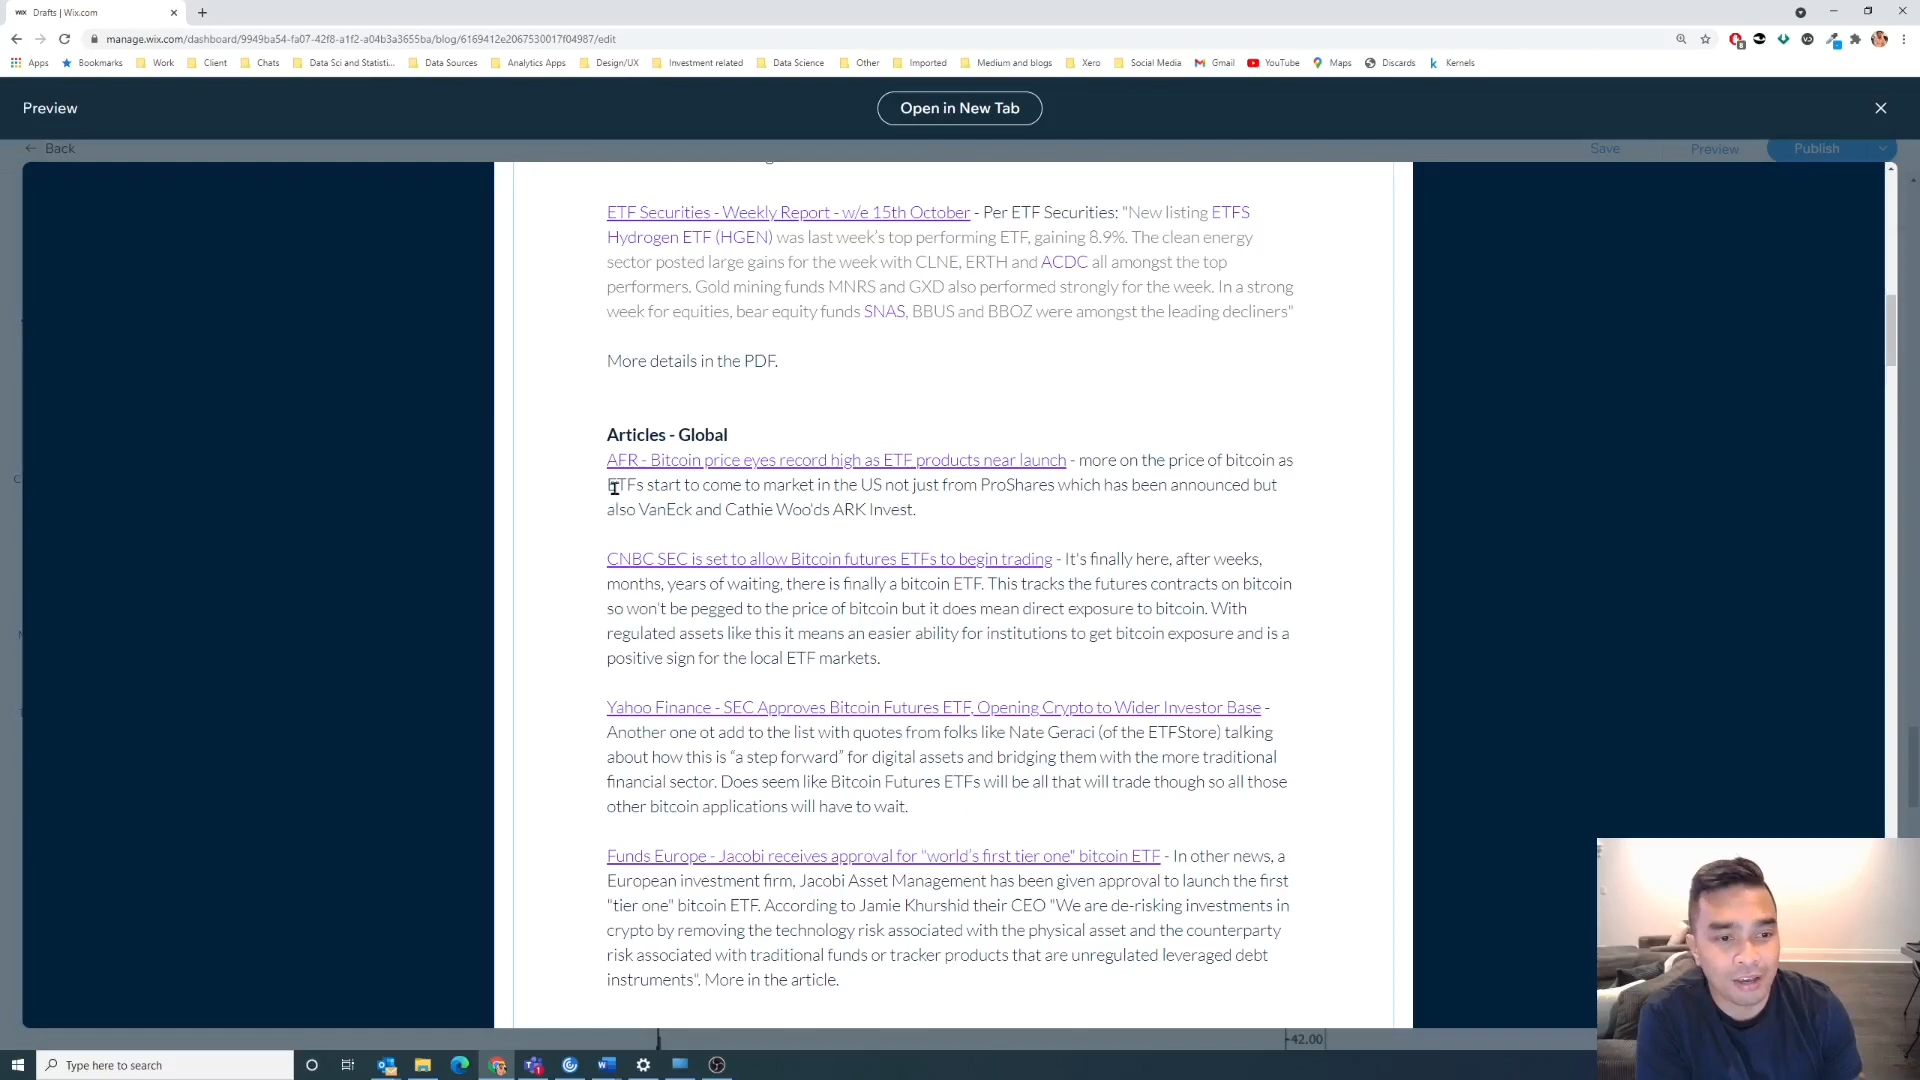 WiX Drafts | Wix.com
manage.wix.com/dashboard/9949ba54-fa07-42f8-a1f2-a04b3a3655ba/blog/6169412e2067530017f04987/edit
Apps Bookmarks Work Client Chats Data Sci and Statisti... Data Sources Analytics Apps Design/UX Investment related Data Science Other Imported Medium and blogs Xero Social Media Gmail YouTube Maps Discards Kernels
Preview Open in New Tab
Back Save Preview Publish
ETF Securities - Weekly Report - w/e 15th October - Per ETF Securities: "New listing ETFS
Hydrogen ETF (HGEN) was last week's top performing ETF, gaining 8.9%. The clean energy
sector posted large gains for the week with CLNE, ERTH and ACDC all amongst the top
performers. Gold mining funds MNRS and GXD also performed strongly for the week. In a strong
week for equities, bear equity funds SNAS, BBUS and BBOZ were amongst the leading decliners"
More details in the PDF.
Articles - Global
AFR - Bitcoin price eyes record high as ETF products near launch - more on the price of bitcoin as
ETFs start to come to market in the US not just from ProShares which has been announced but
also VanEck and Cathie Woo'ds ARK Invest.
CNBC SEC is set to allow Bitcoin futures ETFs to begin trading - It's finally here, after weeks,
months, years of waiting, there is finally a bitcoin ETF. This tracks the futures contracts on bitcoin
so won't be pegged to the price of bitcoin but it does mean direct exposure to bitcoin. With
regulated assets like this it means an easier ability for institutions to get bitcoin exposure and is a
positive sign for the local ETF markets.
Yahoo Finance - SEC Approves Bitcoin Futures ETF, Opening Crypto to Wider Investor Base -
Another one ot add to the list with quotes from folks like Nate Geraci (of the ETFStore) talking
about how this is “a step forward” for digital assets and bridging them with the more traditional
financial sector. Does seem like Bitcoin Futures ETFs will be all that will trade though so all those
other bitcoin applications will have to wait.
Funds Europe - Jacobi receives approval for "world's first tier one" bitcoin ETF - In other news, a
European investment firm, Jacobi Asset Management has been given approval to launch the first
"tier one" bitcoin ETF. According to Jamie Khurshid their CEO "We are de-risking investments in
crypto by removing the technology risk associated with the physical asset and the counterparty
risk associated with traditional funds or tracker products that are unregulated leveraged debt
instruments". More in the article.
-42.00
Type here to search